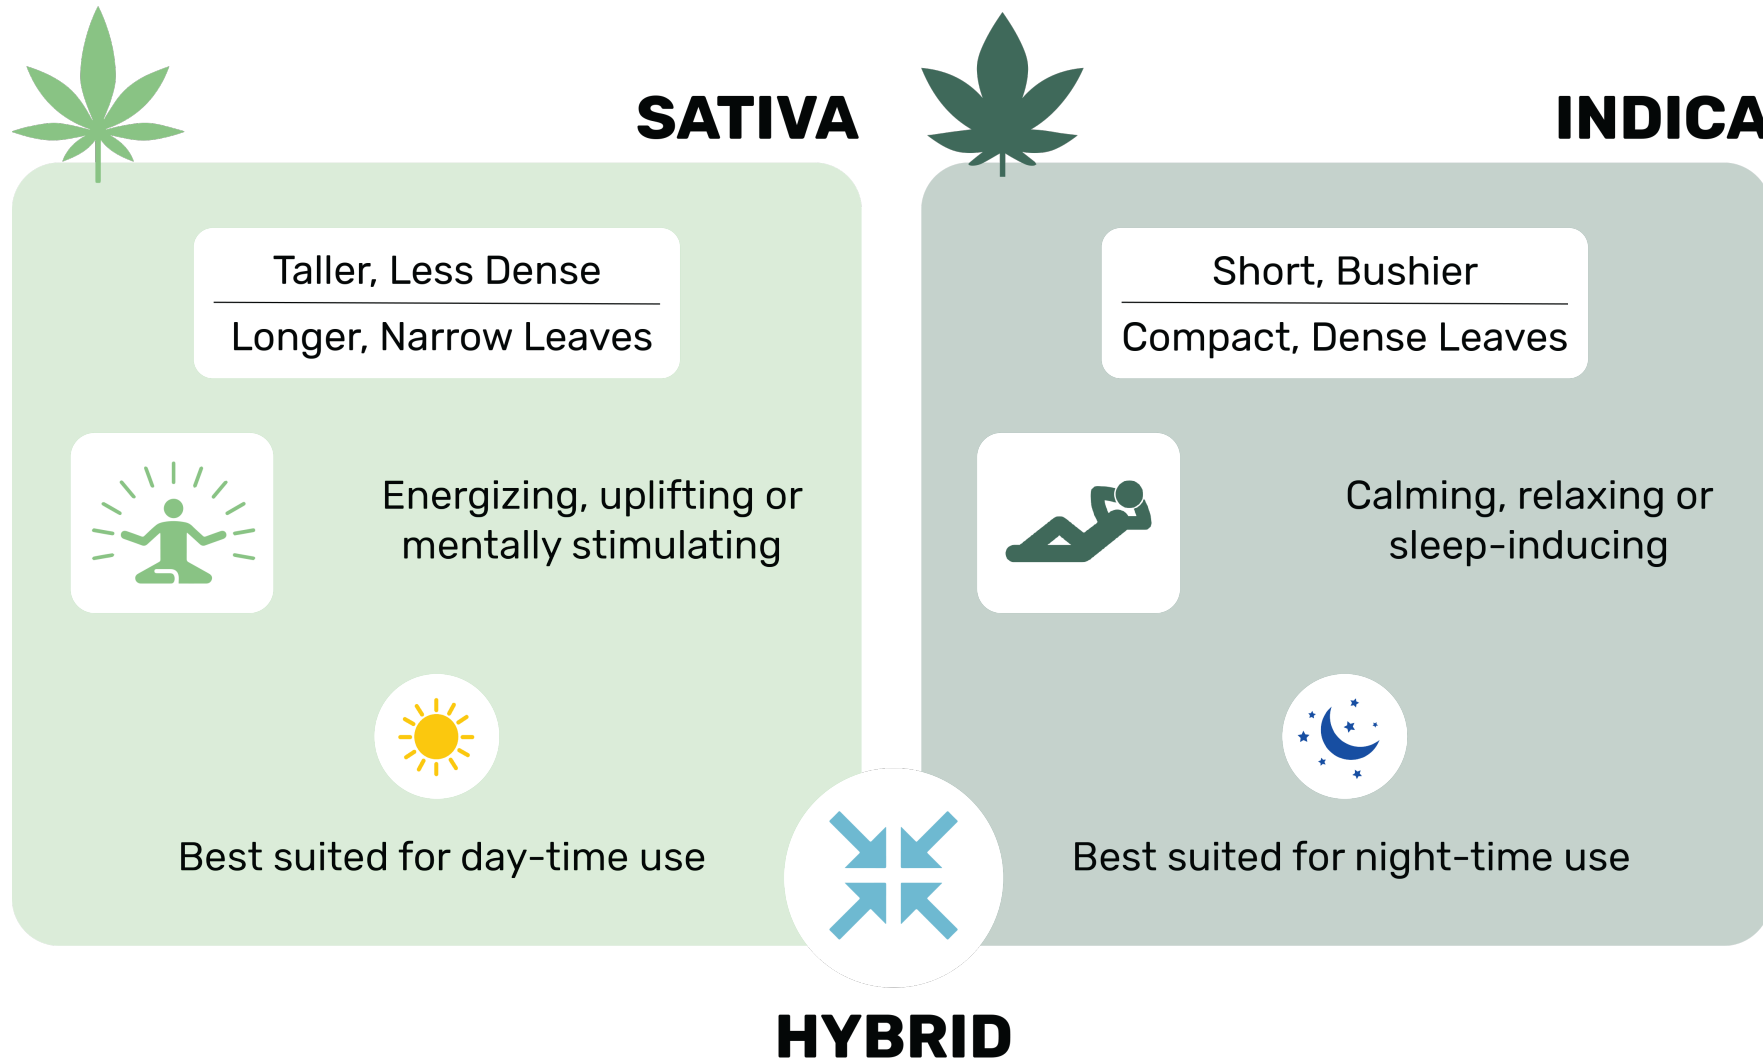 SATIVA
Taller, Less Dense
Longer, Narrow Leaves
Energizing, uplifting or
mentally stimulating
Best suited for day-time use
INDICA
Short, Bushier
Compact, Dense Leaves
Calming, relaxing or
sleep-inducing
Best suited for night-time use
HYBRID